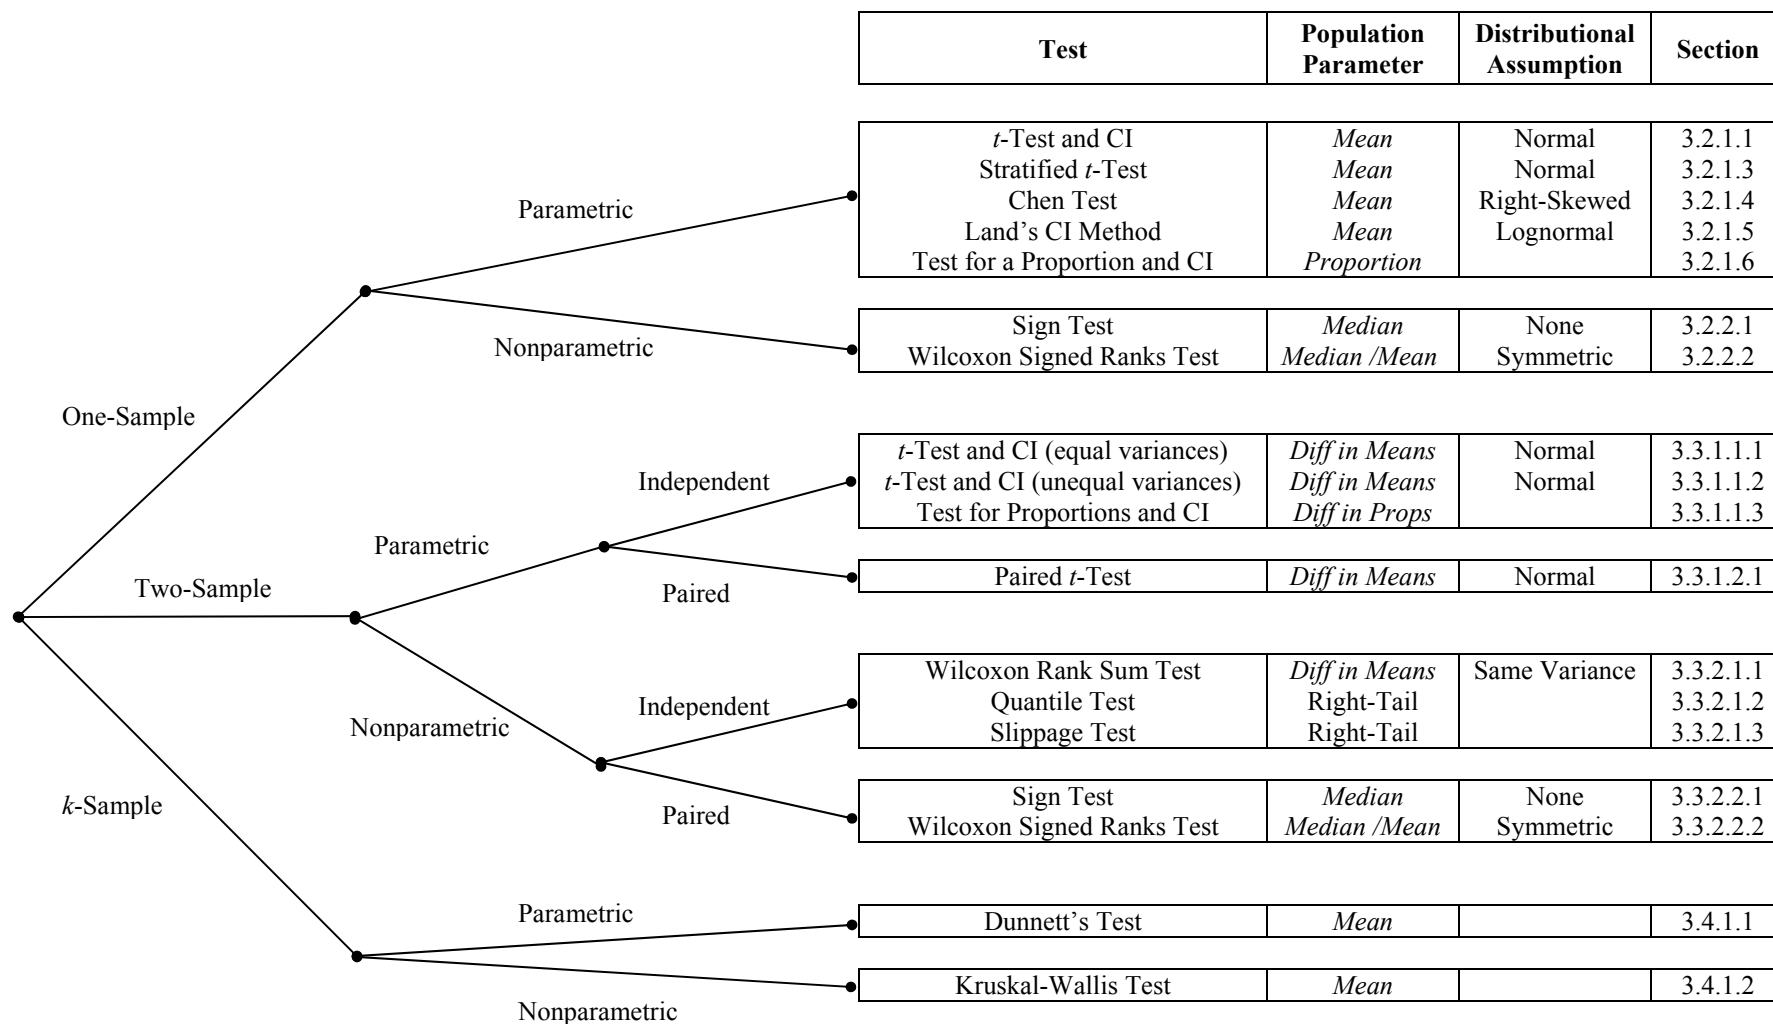 Test Population Parameter Distributional Assumption Section
t-Test and CI Mean Normal 3.2.1.1
Stratified t-Test Mean Normal 3.2.1.3
Parametric Chen Test Mean Right-Skewed 3.2.1.4
Land’s CI Method Mean Lognormal 3.2.1.5
Test for a Proportion and CI Proportion 3.2.1.6
Sign Test Median None 3.2.2.1
Nonparametric Wilcoxon Signed Ranks Test Median /Mean Symmetric 3.2.2.2
One-Sample
t-Test and CI (equal variances) Diff in Means Normal 3.3.1.1.1
Independent t-Test and CI (unequal variances) Diff in Means Normal 3.3.1.1.2
Test for Proportions and CI Diff in Props 3.3.1.1.3
Parametric
Two-Sample Paired Paired t-Test Diff in Means Normal 3.3.1.2.1
Wilcoxon Rank Sum Test Diff in Means Same Variance 3.3.2.1.1
Independent Quantile Test Right-Tail 3.3.2.1.2
Nonparametric Slippage Test Right-Tail 3.3.2.1.3
k-Sample Sign Test Median None 3.3.2.2.1
Paired Wilcoxon Signed Ranks Test Median /Mean Symmetric 3.3.2.2.2
Parametric Dunnett’s Test Mean 3.4.1.1
Kruskal-Wallis Test Mean 3.4.1.2
Nonparametric